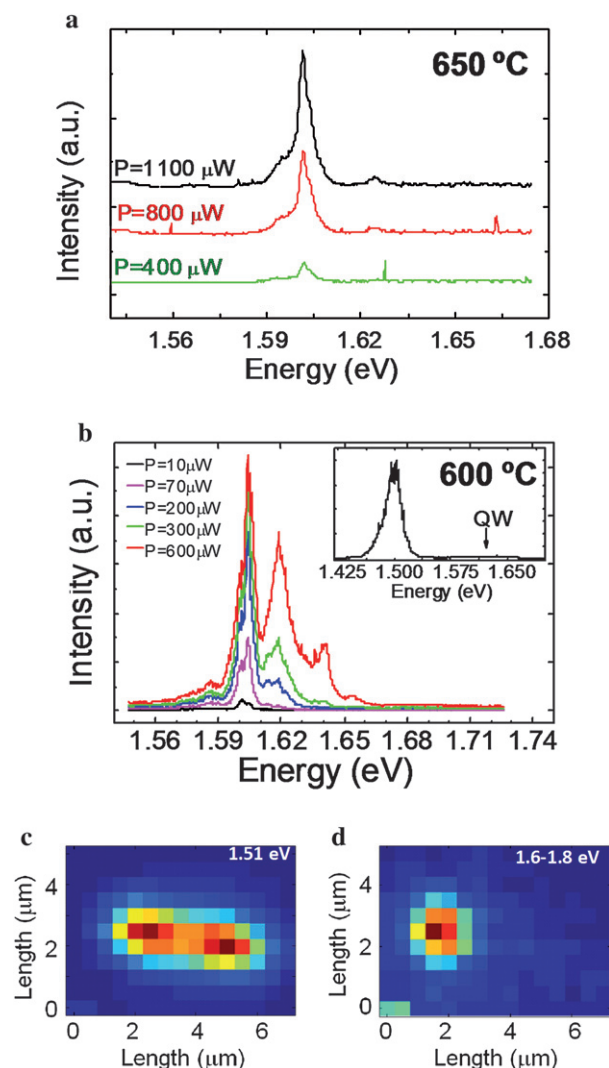 a
650 ºC
P=1100 µW
P=800 µW
P=400 µW
Intensity (a.u.)
1.56 1.59 1.62 1.65 1.68
Energy (eV)
b
P=10µW
P=70µW
P=200µW
P=300µW
P=600µW
600 ºC
QW
1.425 1.500 1.575 1.650
Energy (eV)
Intensity (a.u.)
1.56 1.59 1.62 1.65 1.68 1.71 1.74
Energy (eV)
c
1.51 eV
Length (µm)
4
2
0
0 2 4 6
Length (µm)
d
1.6-1.8 eV
Length (µm)
4
2
0
0 2 4 6
Length (µm)